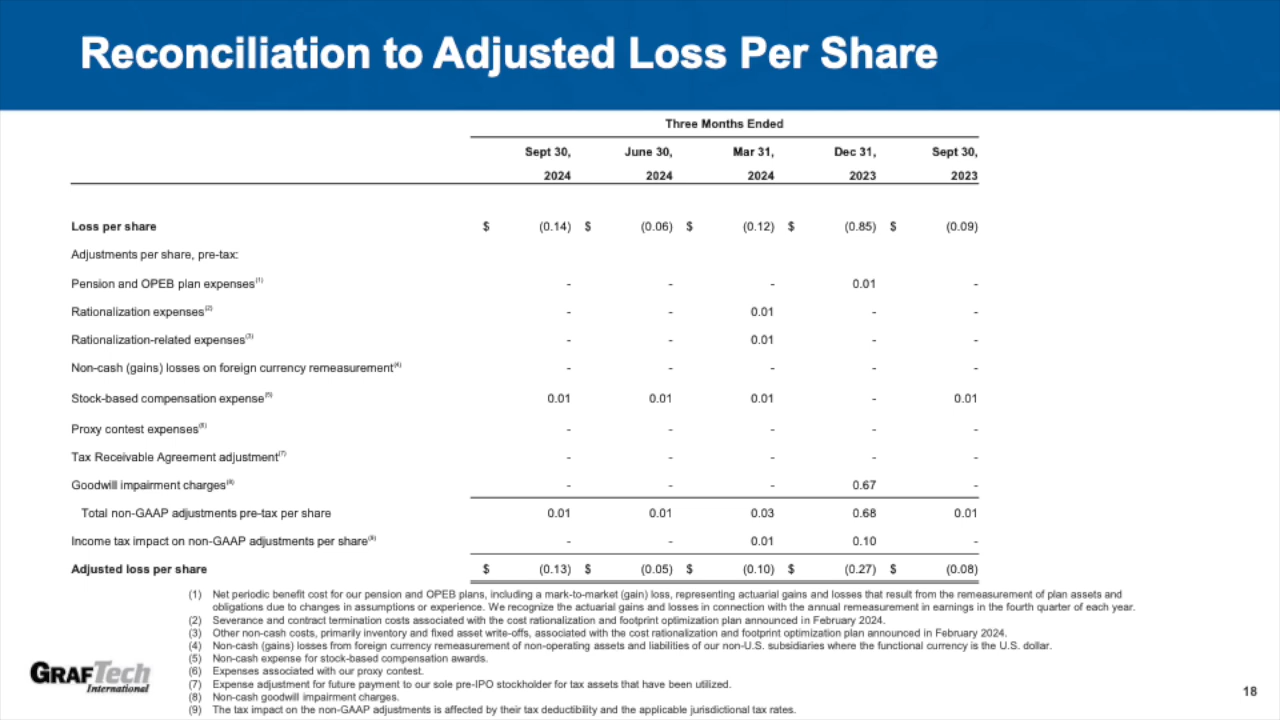 Reconciliation to Adjusted Loss Per Share
Three Months Ended
Sept 30, June 30, Mar 31, Dec 31, Sept 30,
2024 2024 2024 2023 2023
Loss per share $ (0.14) $ (0.06) $ (0.12) $ (0.85) $ (0.09)
Adjustments per share, pre-tax:
Pension and OPEB plan expenses(1) - - - 0.01 -
Rationalization expenses(2) - - 0.01 - -
Rationalization-related expenses(3) - - 0.01 - -
Non-cash (gains) losses on foreign currency remeasurement(4) - - - - -
Stock-based compensation expense(5) 0.01 0.01 0.01 - 0.01
Proxy contest expenses(6) - - - - -
Tax Receivable Agreement adjustment(7) - - - - -
Goodwill impairment charges(8) - - - 0.67 -
Total non-GAAP adjustments pre-tax per share 0.01 0.01 0.03 0.68 0.01
Income tax impact on non-GAAP adjustments per share(9) - - 0.01 0.10 -
Adjusted loss per share $ (0.13) $ (0.05) $ (0.10) $ (0.27) $ (0.08)
(1) Net periodic benefit cost for our pension and OPEB plans, including a mark-to-market (gain) loss, representing actuarial gains and losses that result from the remeasurement of plan assets and
obligations due to changes in assumptions or experience. We recognize the actuarial gains and losses in connection with the annual remeasurement in earnings in the fourth quarter of each year.
(2) Severance and contract termination costs associated with the cost rationalization and footprint optimization plan announced in February 2024.
(3) Other non-cash costs, primarily inventory and fixed asset write-offs, associated with the cost rationalization and footprint optimization plan announced in February 2024.
(4) Non-cash (gains) losses from foreign currency remeasurement of non-operating assets and liabilities of our non-U.S. subsidiaries where the functional currency is the U.S. dollar.
(5) Non-cash expense for stock-based compensation awards.
(6) Expenses associated with our proxy contest.
(7) Expense adjustment for future payment to our sole pre-IPO stockholder for tax assets that have been utilized.
(8) Non-cash goodwill impairment charges.
(9) The tax impact on the non-GAAP adjustments is affected by their tax deductibility and the applicable jurisdictional tax rates.
GRAFTech
International
18